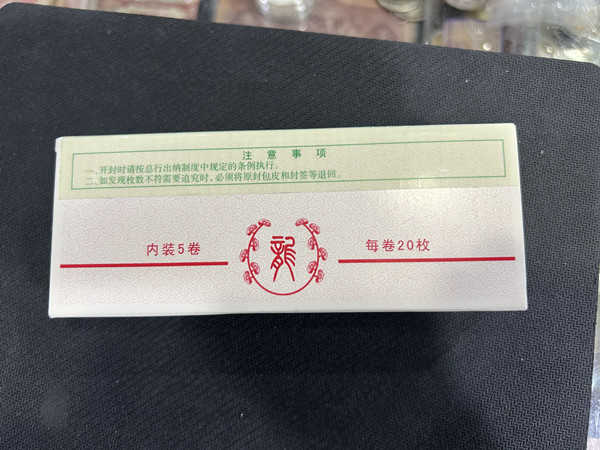 注意事项
一、开封时请按总行出纳制度中规定的条例执行。
二、如发现枚数不符需要追究时,必须将原封包皮和封签等退回。
内装5卷
龍
每卷20枚